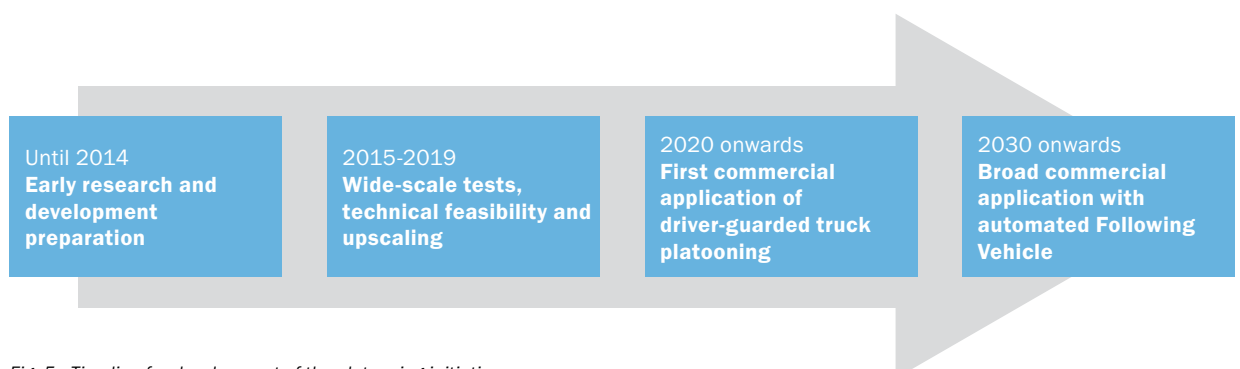 Until 2014
Early research and
development
preparation
2015-2019
Wide-scale tests,
technical feasibility and
upscaling
2020 onwards
First commercial
application of
driver-guarded truck
platooning
2030 onwards
Broad commercial
application with
automated Following
Vehicle